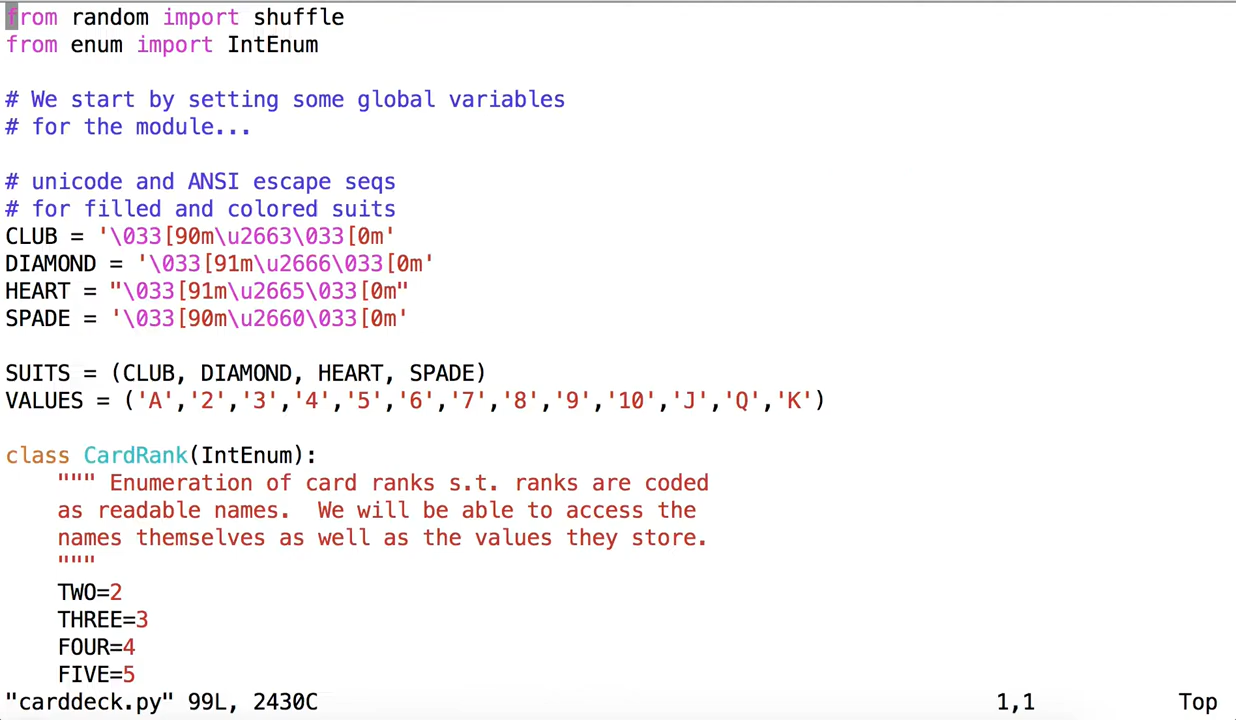 from random import shuffle
from enum import IntEnum

# We start by setting some global variables
# for the module...

# unicode and ANSI escape seqs
# for filled and colored suits
CLUB = '\033[90m\u2663\033[0m'
DIAMOND = '\033[91m\u2666\033[0m'
HEART = "\033[91m\u2665\033[0m"
SPADE = '\033[90m\u2660\033[0m'

SUITS = (CLUB, DIAMOND, HEART, SPADE)
VALUES = ('A','2','3','4','5','6','7','8','9','10','J','Q','K')

class CardRank(IntEnum):
    """ Enumeration of card ranks s.t. ranks are coded
    as readable names.  We will be able to access the
    names themselves as well as the values they store.
    """
    TWO=2
    THREE=3
    FOUR=4
    FIVE=5
"carddeck.py" 99L, 2430C 1,1 Top